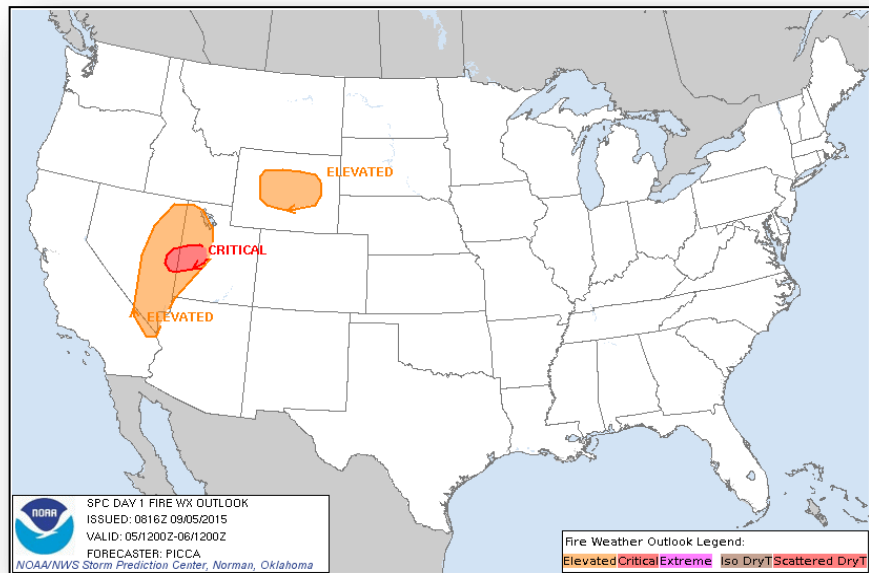 ELEVATED
CRITICAL
ELEVATED
SPC DAY 1 FIRE WX OUTLOOK
ISSUED: 0816Z 09/05/2015
VALID: 05/1200Z-06/1200Z
FORECASTER: PICCA
NOAA/NWS Storm Prediction Center, Norman, Oklahoma
NOAA
Fire Weather Outlook Legend:
Elevated Critical Extreme Iso DryT Scattered DryT